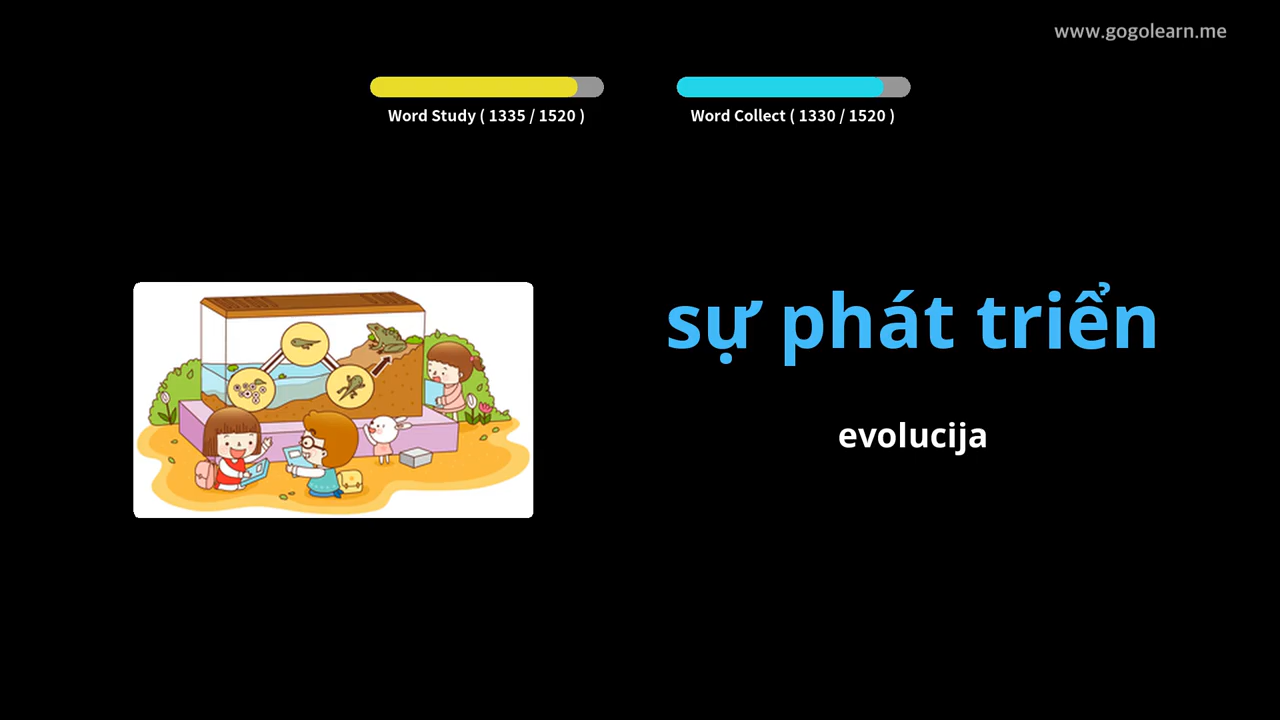 www.gogolearn.me
Word Study ( 1335 / 1520 )
Word Collect ( 1330 / 1520 )
sự phát triển
evolucija